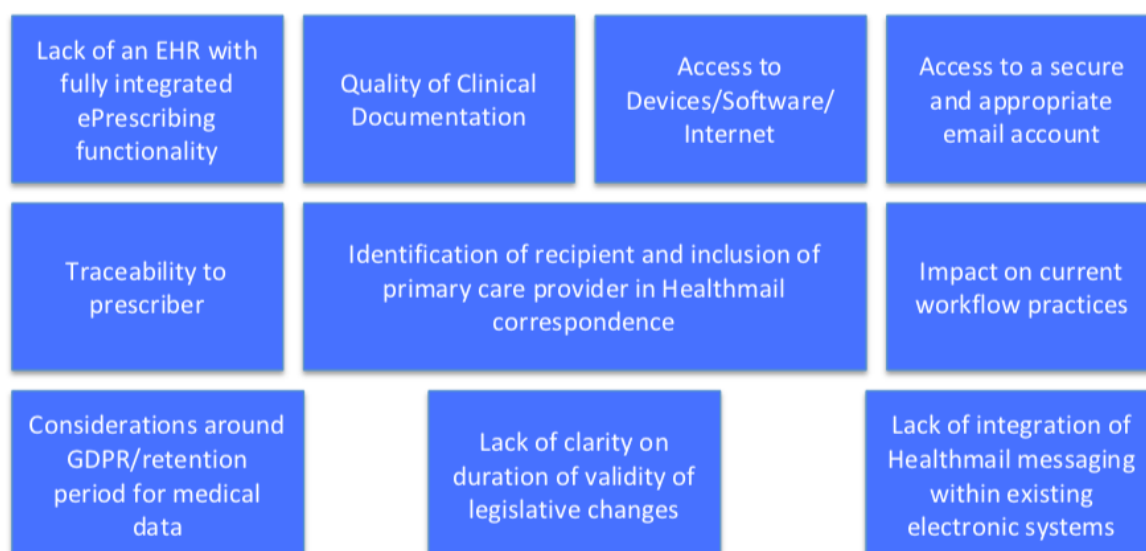 Lack of an EHR with
fully integrated
ePrescribing
functionality
Quality of Clinical
Documentation
Access to
Devices/Software/
Internet
Access to a secure
and appropriate
email account
Traceability to
prescriber
Identification of recipient and inclusion of
primary care provider in Healthmail
correspondence
Impact on current
workflow practices
Considerations around
GDPR/retention
period for medical
data
Lack of clarity on
duration of validity of
legislative changes
Lack of integration of
Healthmail messaging
within existing
electronic systems